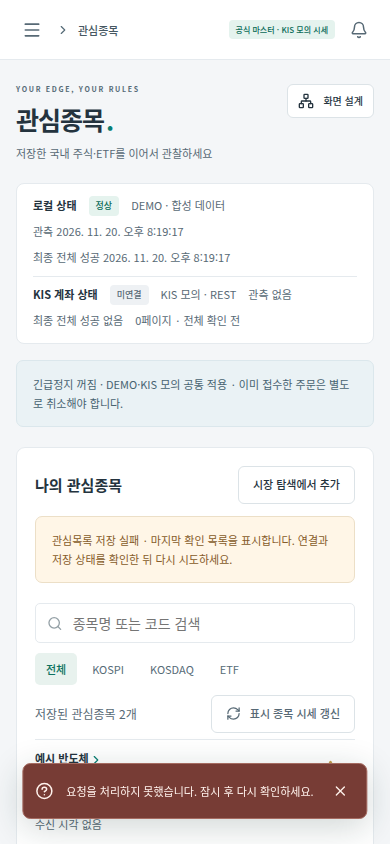 관심종목
공식 마스터 · KIS 모의 시세
YOUR EDGE, YOUR RULES
관심종목.
화면 설계
저장한 국내 주식·ETF를 이어서 관찰하세요
로컬 상태 정상 DEMO · 합성 데이터
관측 2026. 11. 20. 오후 8:19:17
최종 전체 성공 2026. 11. 20. 오후 8:19:17
KIS 계좌 상태 미연결 KIS 모의 · REST 관측 없음
최종 전체 성공 없음 0페이지 · 전체 확인 전
긴급정지 꺼짐 · DEMO·KIS 모의 공통 적용 · 이미 접수한 주문은 별도
로 취소해야 합니다.
나의 관심종목
시장 탐색에서 추가
관심목록 저장 실패 · 마지막 확인 목록을 표시합니다. 연결과
저장 상태를 확인한 뒤 다시 시도하세요.
종목명 또는 코드 검색
전체 KOSPI KOSDAQ ETF
저장된 관심종목 2개
표시 종목 시세 갱신
예시 반도체
요청을 처리하지 못했습니다. 잠시 후 다시 확인하세요.
수신 시각 없음